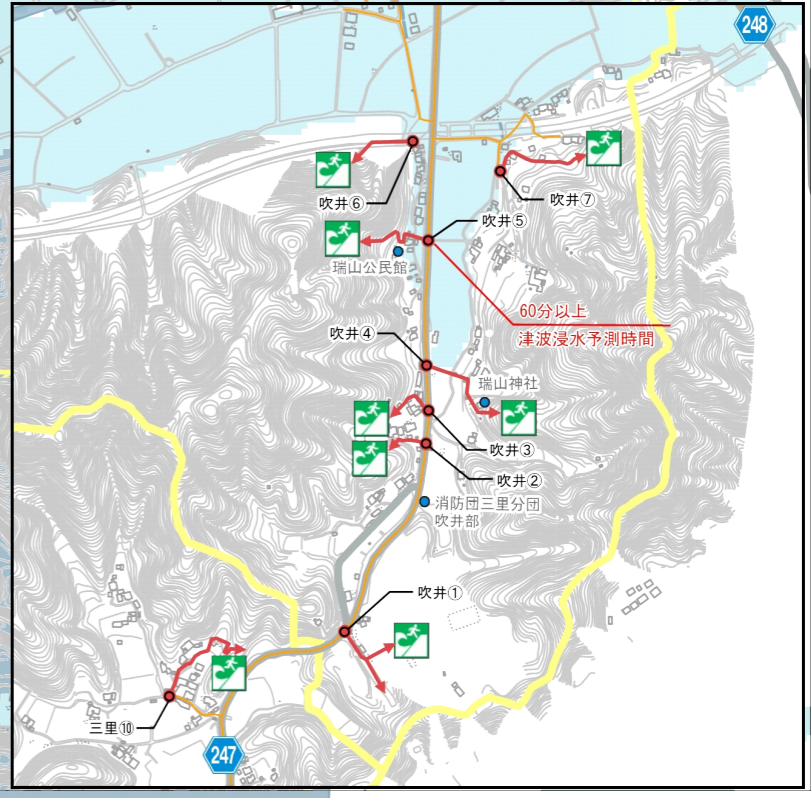 248
吹井⑥
吹井⑦
吹井⑤
瑞山公民館
60分以上
津波浸水予測時間
吹井④
瑞山神社
吹井③
吹井②
消防団三里分団
吹井部
吹井①
三里⑩
247